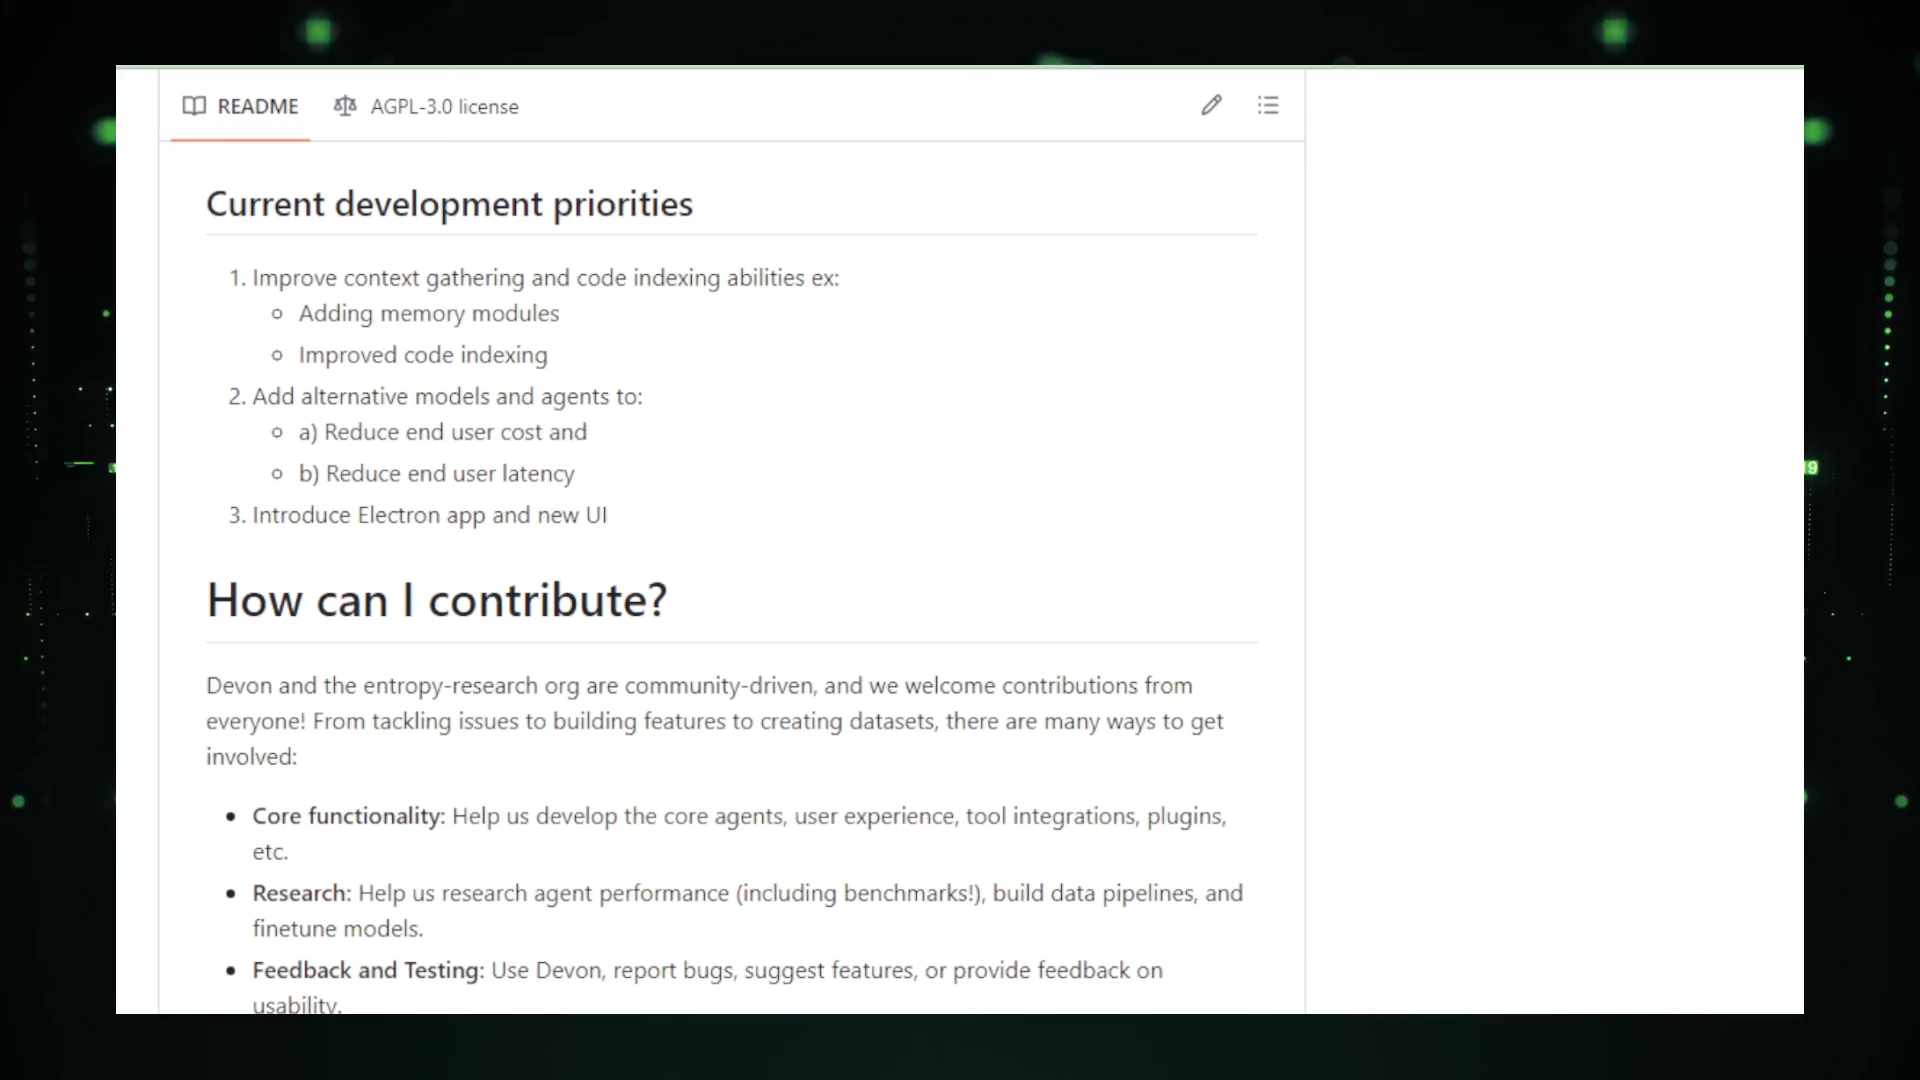 README AGPL-3.0 license
Current development priorities
1. Improve context gathering and code indexing abilities ex:
Adding memory modules
Improved code indexing
2. Add alternative models and agents to:
a) Reduce end user cost and
b) Reduce end user latency
3. Introduce Electron app and new UI
How can I contribute?
Devon and the entropy-research org are community-driven, and we welcome contributions from
everyone! From tackling issues to building features to creating datasets, there are many ways to get
involved:
Core functionality: Help us develop the core agents, user experience, tool integrations, plugins,
etc.
Research: Help us research agent performance (including benchmarks!), build data pipelines, and
finetune models.
Feedback and Testing: Use Devon, report bugs, suggest features, or provide feedback on
usability.